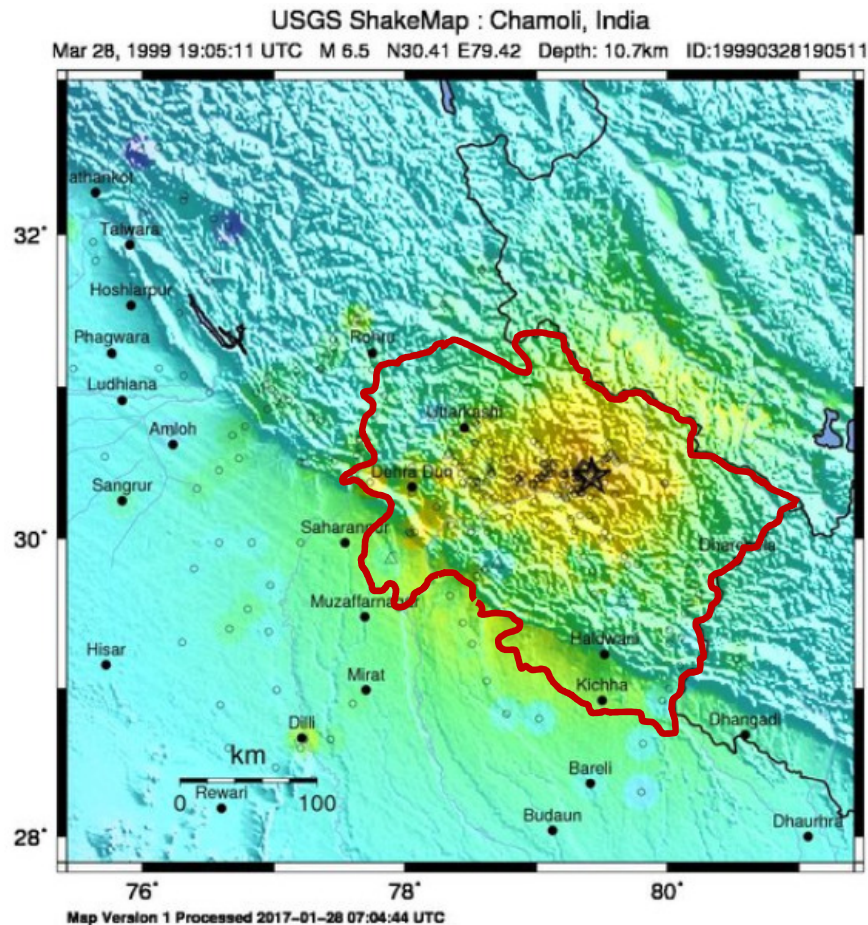 USGS ShakeMap : Chamoli, India
Mar 28, 1999 19:05:11 UTC M 6.5 N30.41 E79.42 Depth: 10.7km ID:19990328190511
athankot
32°
Talwara
Hoshiarpur
Phagwara
Rohru
Ludhiana
Amloh
Uttarkashi
Dehra Dun
Sangrur
30°
Saharanpur
Dharchula
Muzaffarnagar
Hisar
Haldwani
Mirat
Kichha
Dilli
Dhangadi
km
0 100
Bareli
Rewari
Budaun
Dhaurhra
28°
76° 78° 80°
Map Version 1 Processed 2017-01-28 07:04:44 UTC